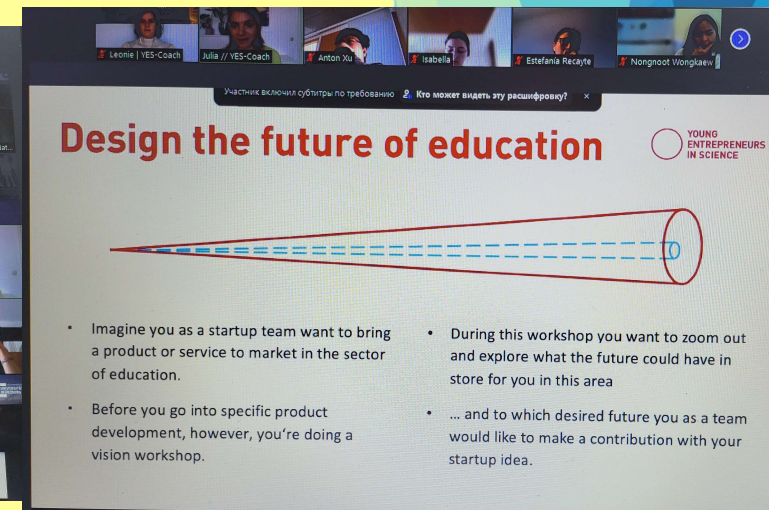 Leonie | YES-Coach
Julia // YES-Coach
Anton Xu
Isabella
Estefanía Recayte
Nongnoot Wongkaew
Участник включил субтитры по требованию
Кто может видеть эту расшифровку? ×
Design the future of education
YOUNG
ENTREPRENEURS
IN SCIENCE
• Imagine you as a startup team want to bring
a product or service to market in the sector
of education.
• Before you go into specific product
development, however, you're doing a
vision workshop.
• During this workshop you want to zoom out
and explore what the future could have in
store for you in this area
• ... and to which desired future you as a team
would like to make a contribution with your
startup idea.